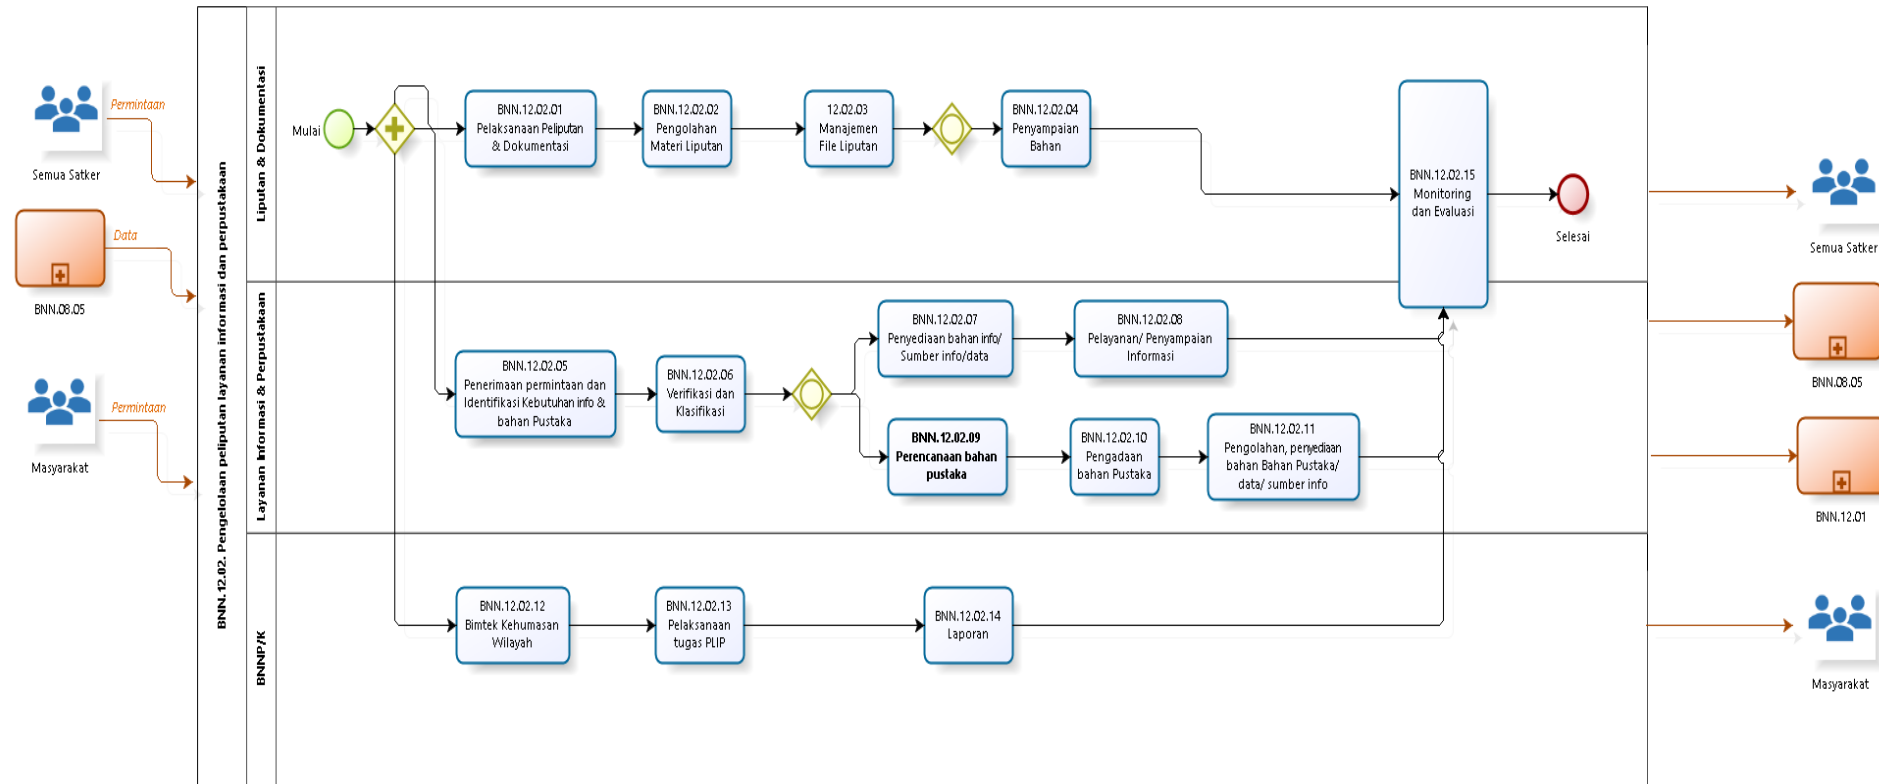 Permintaan
Semua Satker
Data
BNN.08.05
Permintaan
Masyarakat
BNN.12.02. Pengelolaan peliputan layanan informasi dan perpustakaan
Liputan & Dokumentasi
Mulai
BNN.12.02.01
Pelaksanaan Peliputan
& Dokumentasi
BNN.12.02.02
Pengolahan
Materi Liputan
12.02.03
Manajemen
File Liputan
BNN.12.02.04
Penyampaian
Bahan
BNN.12.02.15
Monitoring
dan Evaluasi
Selesai
Layanan Informasi & Perpustakaan
BNN.12.02.05
Penerimaan permintaan dan
Identifikasi Kebutuhan info &
bahan Pustaka
BNN.12.02.06
Verifikasi dan
Klasifikasi
BNN.12.02.07
Penyediaan bahan info/
Sumber info/data
BNN.12.02.08
Pelayanan/ Penyampaian
Informasi
BNN.12.02.09
Perencanaan bahan
pustaka
BNN.12.02.10
Pengadaan
bahan Pustaka
BNN.12.02.11
Pengolahan, penyediaan
bahan Bahan Pustaka/
data/ sumber info
BNNP/K
BNN.12.02.12
Bimtek Kehumasan
Wilayah
BNN.12.02.13
Pelaksanaan
tugas PLIP
BNN.12.02.14
Laporan
Semua Satker
BNN.08.05
BNN.12.01
Masyarakat